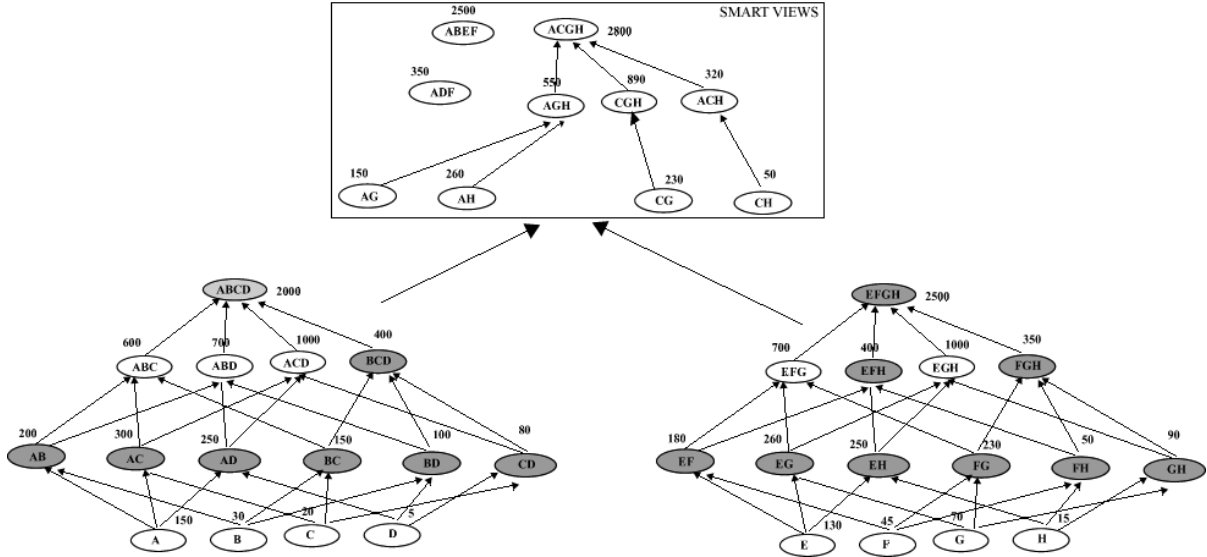 SMART VIEWS
2500
ABEF
ACGH
2800
350
ADF
550
AGH
890
CGH
320
ACH
150
AG
260
AH
230
CG
50
CH
ABCD
2000
EFGH
2500
600
ABC
700
ABD
1000
ACD
400
BCD
700
EFG
400
EFH
1000
EGH
350
FGH
200
AB
300
AC
250
AD
150
BC
100
BD
80
CD
180
EF
260
EG
250
EH
230
FG
50
FH
90
GH
150
A
30
B
20
C
5
D
130
E
45
F
70
G
15
H